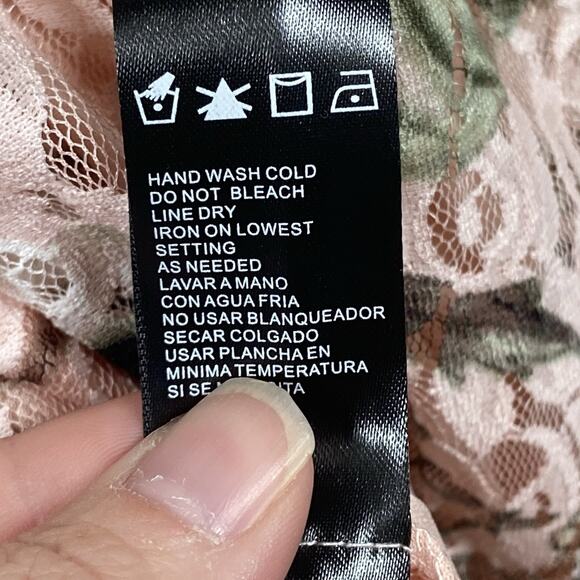 HAND WASH COLD
DO NOT BLEACH
LINE DRY
IRON ON LOWEST
SETTING
AS NEEDED
LAVAR A MANO
CON AGUA FRIA
NO USAR BLANQUEADOR
SECAR COLGADO
USAR PLANCHA EN
MINIMA TEMPERATURA
SI SE